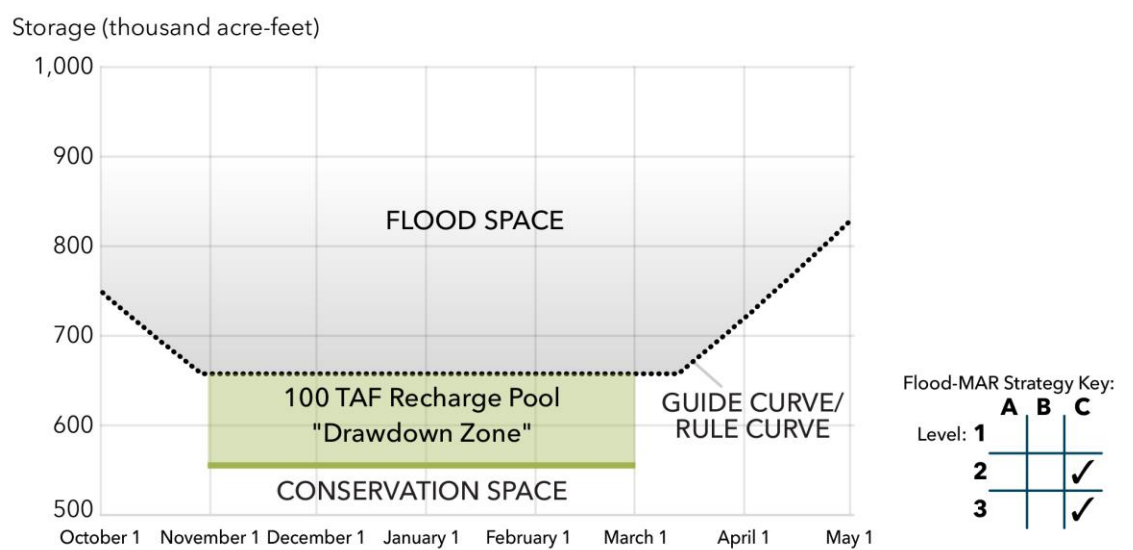 Storage (thousand acre-feet)
1,000
900
FLOOD SPACE
800
700
100 TAF Recharge Pool
"Drawdown Zone"
GUIDE CURVE/
RULE CURVE
600
CONSERVATION SPACE
500
October 1 November 1 December 1 January 1 February 1 March 1 April 1 May 1
Flood-MAR Strategy Key:
A B C
Level: 1
2 ✓
3 ✓